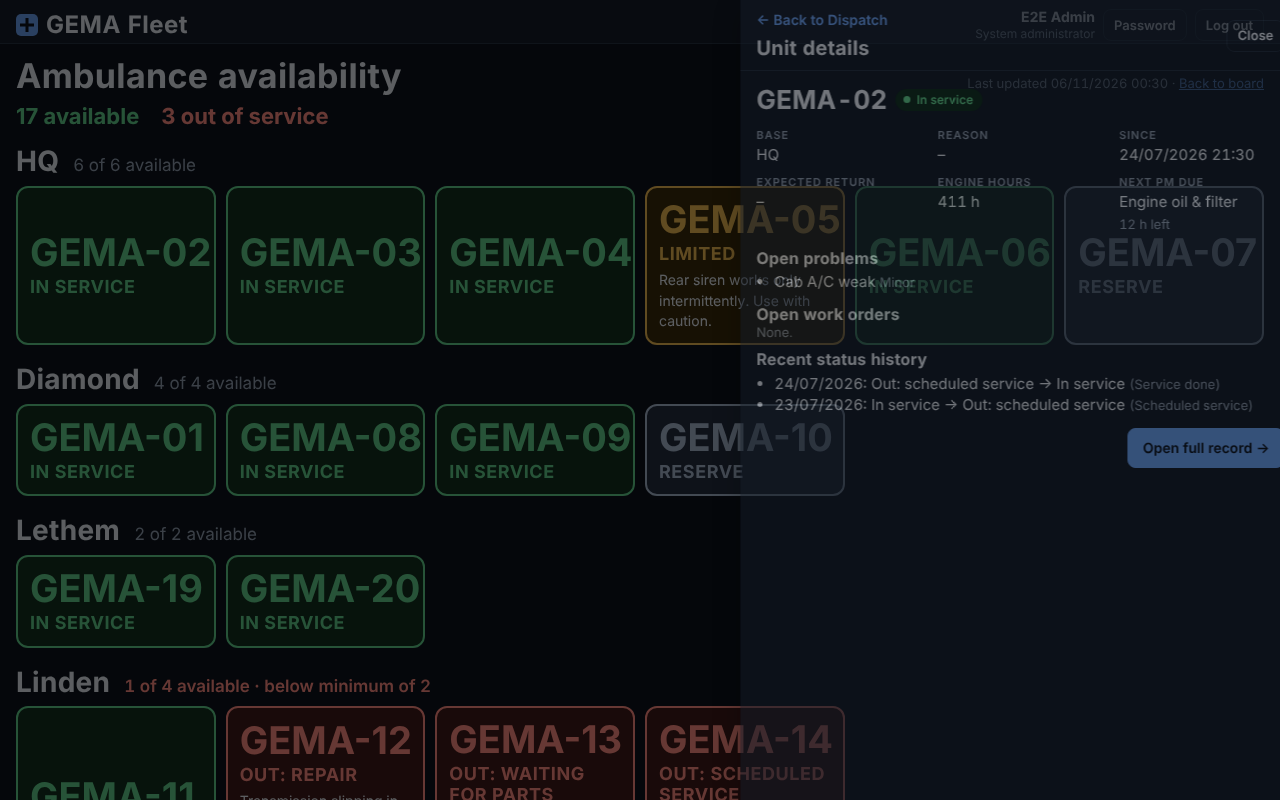 GEMA Fleet
Ambulance availability
17 available 3 out of service
HQ 6 of 6 available
GEMA-02
IN SERVICE
GEMA-03
IN SERVICE
GEMA-04
IN SERVICE
GEMA-05
LIMITED
Rear siren works only
intermittently. Use with
caution.
GEMA-06
IN SERVICE
GEMA-07
RESERVE
Diamond 4 of 4 available
GEMA-01
IN SERVICE
GEMA-08
IN SERVICE
GEMA-09
IN SERVICE
GEMA-10
RESERVE
Lethem 2 of 2 available
GEMA-19
IN SERVICE
GEMA-20
IN SERVICE
Linden 1 of 4 available · below minimum of 2
GEMA-11
GEMA-12
OUT: REPAIR
Transmission slipping in
GEMA-13
OUT: WAITING
FOR PARTS
GEMA-14
OUT: SCHEDULED
SERVICE
E2E Admin
System administrator
Password
Log out
Last updated 06/11/2026 00:30 · Back to board
← Back to Dispatch
Close
Unit details
GEMA-02 In service
BASE
HQ
REASON
–
SINCE
24/07/2026 21:30
EXPECTED RETURN
–
ENGINE HOURS
411 h
NEXT PM DUE
Engine oil & filter
12 h left
Open problems
• Cab A/C weak Minor
Open work orders
None.
Recent status history
• 24/07/2026: Out: scheduled service → In service (Service done)
• 23/07/2026: In service → Out: scheduled service (Scheduled service)
Open full record →